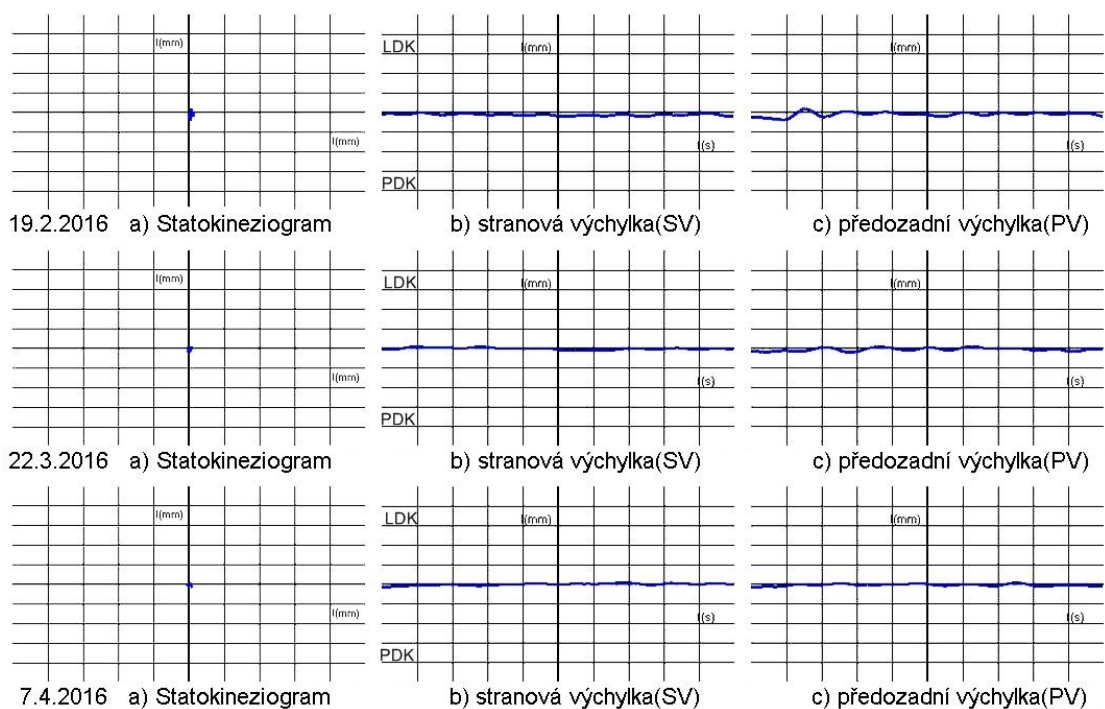 l(mm)
l(mm)
LDK
l(mm)
l(s)
PDK
l(mm)
l(s)
19.2.2016 a) Statokineziogram b) stranová výchylka(SV) c) předozadní výchylka(PV)
l(mm)
l(mm)
LDK
l(mm)
l(s)
PDK
l(mm)
l(s)
22.3.2016 a) Statokineziogram b) stranová výchylka(SV) c) předozadní výchylka(PV)
l(mm)
l(mm)
LDK
l(mm)
l(s)
PDK
l(mm)
l(s)
7.4.2016 a) Statokineziogram b) stranová výchylka(SV) c) předozadní výchylka(PV)